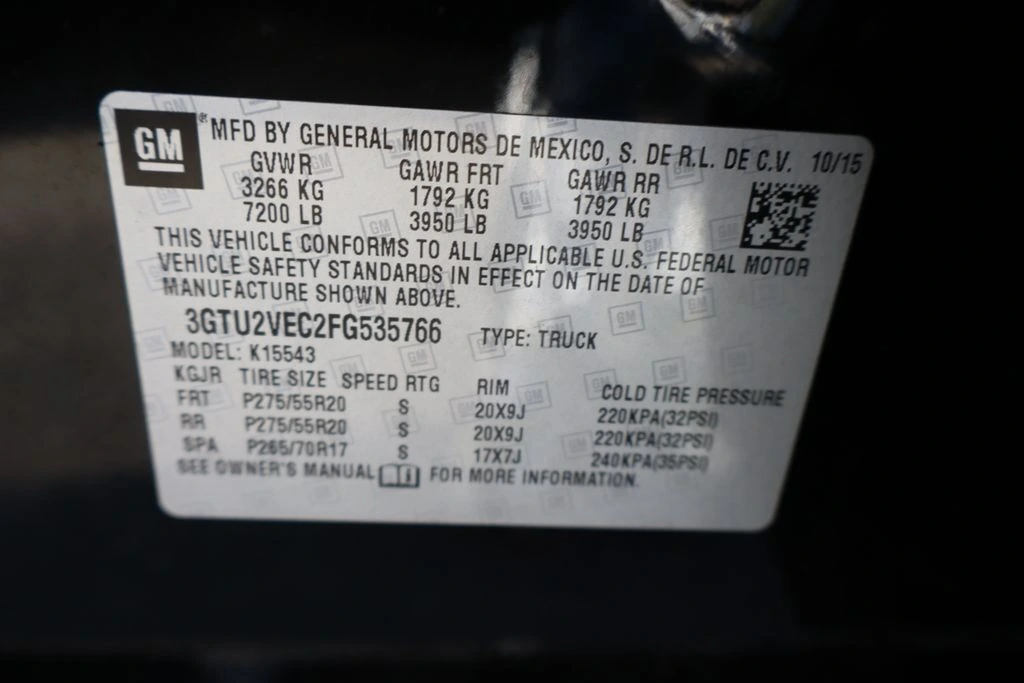 GM ® MFD BY GENERAL MOTORS DE MEXICO, S. DE R.L. DE C.V. 10/15
GVWR GAWR FRT GAWR RR
3266 KG 1792 KG 1792 KG
7200 LB 3950 LB 3950 LB
THIS VEHICLE CONFORMS TO ALL APPLICABLE U.S. FEDERAL MOTOR
VEHICLE SAFETY STANDARDS IN EFFECT ON THE DATE OF
MANUFACTURE SHOWN ABOVE.
3GTU2VEC2FG535766 TYPE: TRUCK
MODEL: K15543
KGJR TIRE SIZE SPEED RTG RIM COLD TIRE PRESSURE
FRT P275/55R20 S 20X9J 220KPA(32PSI)
RR P275/55R20 S 20X9J 220KPA(32PSI)
SPA P265/70R17 S 17X7J 240KPA(35PSI)
SEE OWNER'S MANUAL FOR MORE INFORMATION.